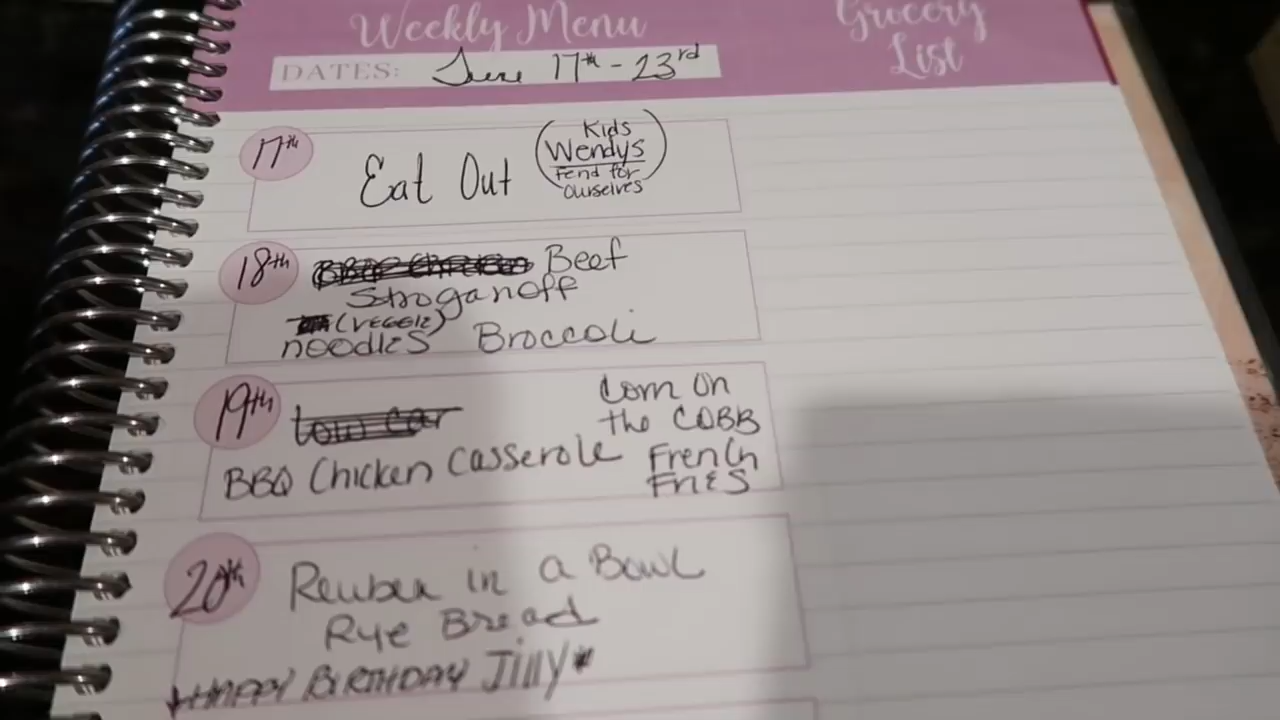 Weekly Menu
Grocery
List
DATES: June 17th - 23rd
17th
Eat Out
(Kids
Wendys
Fend for
Ourselves)
18th
Beef
Stroganoff
(VEGGIE)
noodles Broccoli
19th
Corn On
the COBB
BBQ Chicken Casserole
French
Fries
20th
Reuben in a Bowl
Rye Bread
*HAPPY BIRTHDAY Jilly*